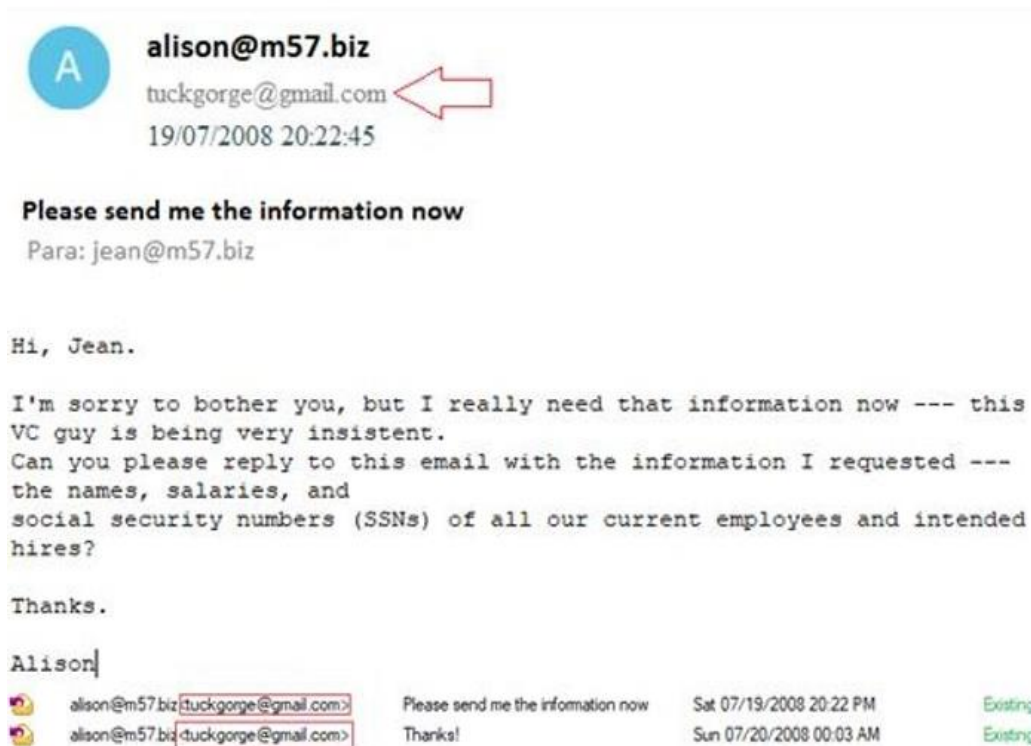 A
alison@m57.biz
tuckgorge@gmail.com
19/07/2008 20:22:45
Please send me the information now
Para: jean@m57.biz
Hi, Jean.
I'm sorry to bother you, but I really need that information now --- this
VC guy is being very insistent.
Can you please reply to this email with the information I requested ---
the names, salaries, and
social security numbers (SSNs) of all our current employees and intended
hires?
Thanks.
Alison
alison@m57.biz <tuckgorge@gmail.com> Please send me the information now Sat 07/19/2008 20:22 PM Existing
alison@m57.biz <tuckgorge@gmail.com> Thanks! Sun 07/20/2008 00:03 AM Existing